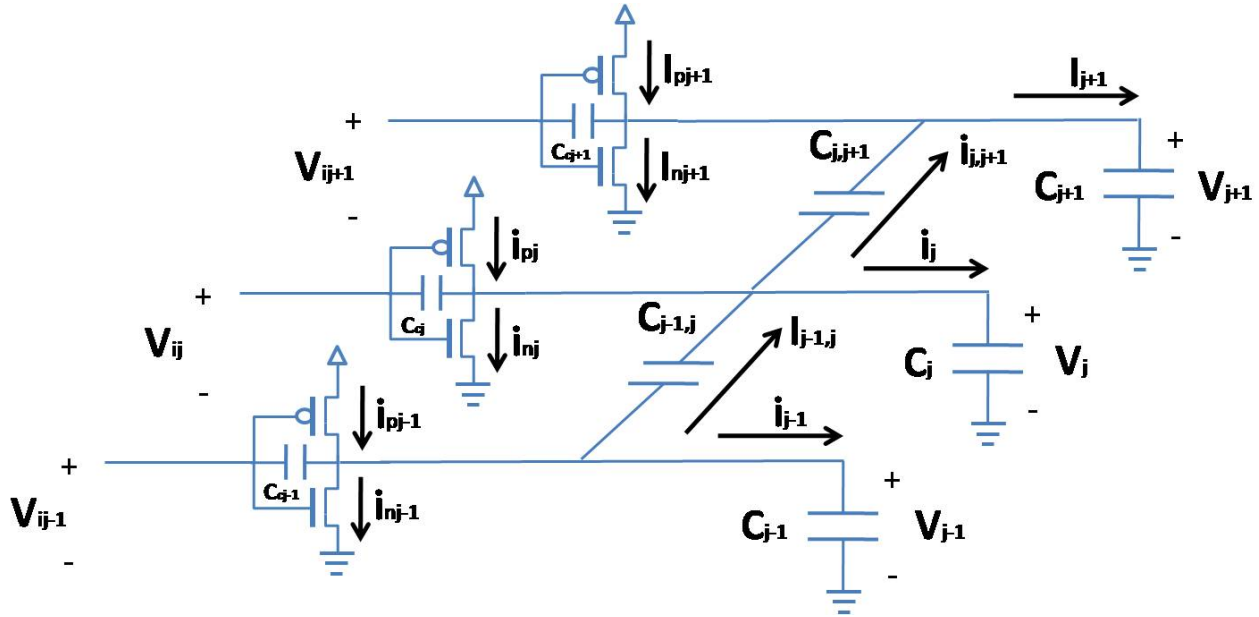 Ipj+1
Ij+1
+
Ccj+1
Cj,j+1
ij,j+1
+
Vij+1
Inj+1
Cj+1
Vj+1
-
-
ipj
ij
+
Ccj
Cj-1,j
Ij-1,j
+
Vij
inj
Cj
Vj
-
-
ipj-1
ij-1
+
Ccj-1
+
Vij-1
inj-1
Cj-1
Vj-1
-
-